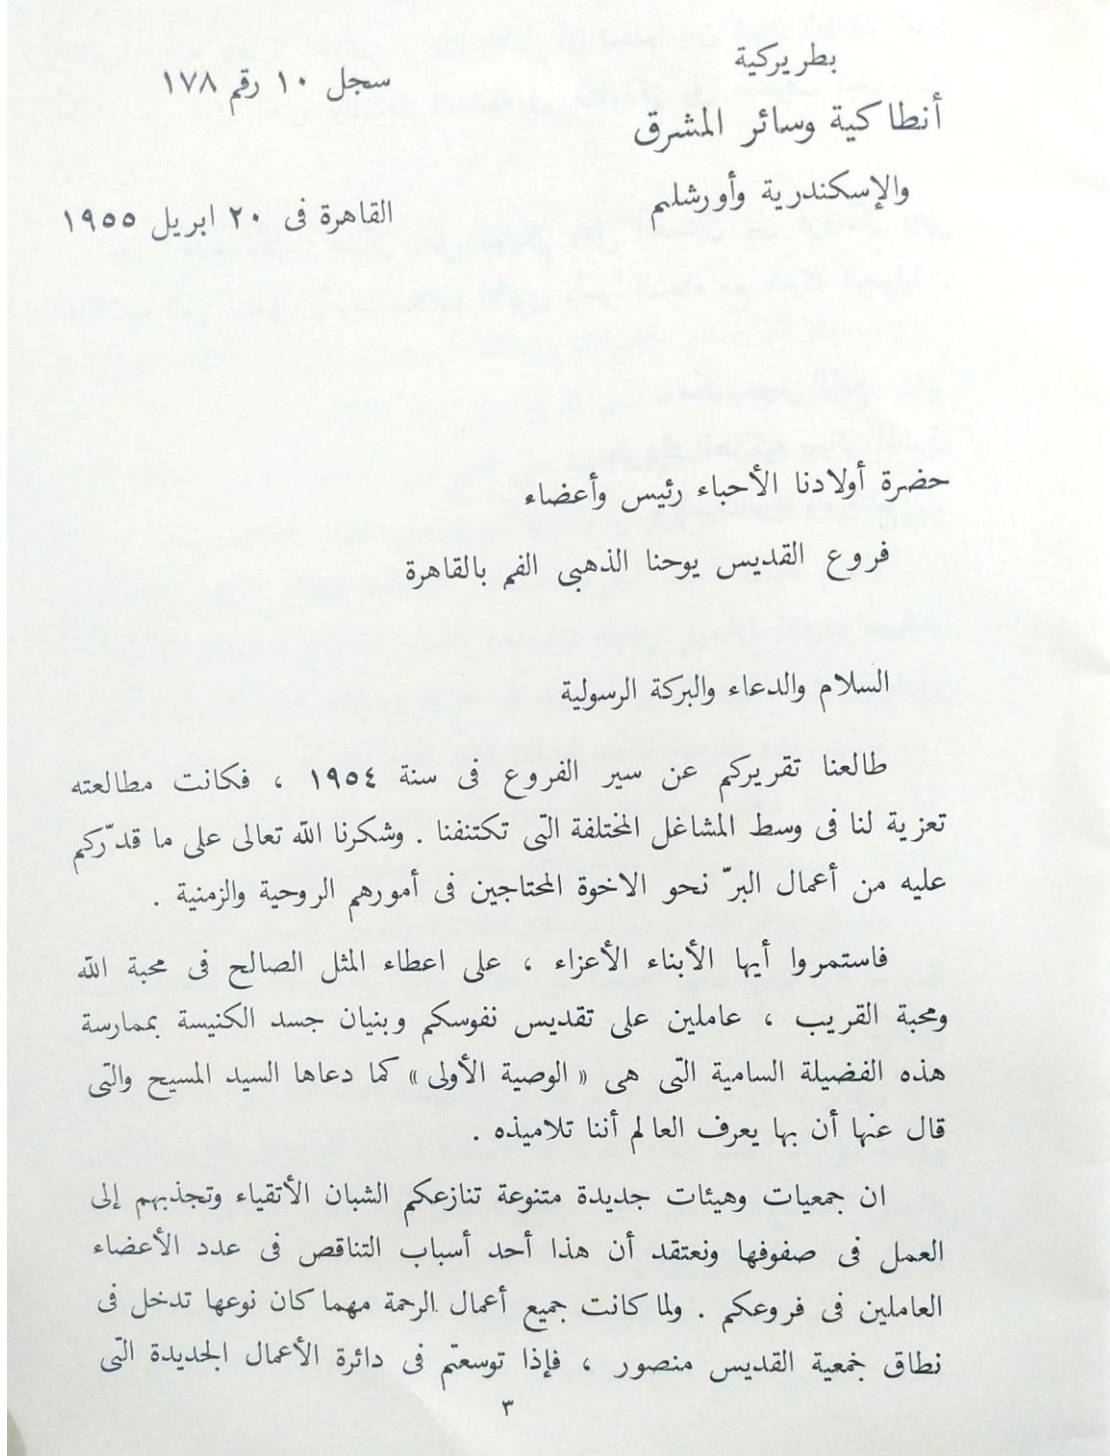 بطريركية
أنطاكية وسائر المشرق
والإسكندرية وأورشليم
سجل ١٠ رقم ١٧٨
القاهرة فى ٢٠ ابريل ١٩٥٥
حضرة أولادنا الأحباء رئيس وأعضاء
فروع القديس يوحنا الذهبى الفم بالقاهرة
السلام والدعاء والبركة الرسولية
طالعنا تقريركم عن سير الفروع فى سنة ١٩٥٤ ، فكانت مطالعته
تعزية لنا فى وسط المشاغل المختلفة التى تكتنفنا . وشكرنا الله تعالى على ما قدّركم
عليه من أعمال البرّ نحو الاخوة المحتاجين فى أمورهم الروحية والزمنية .
فاستمروا أيها الأبناء الأعزاء ، على اعطاء المثل الصالح فى محبة الله
ومحبة القريب ، عاملين على تقديس نفوسكم وبنيان جسد الكنيسة بممارسة
هذه الفضيلة السامية التى هى « الوصية الأولى » كما دعاها السيد المسيح والتى
قال عنها أن بها يعرف العالم أننا تلاميذه .
ان جمعيات وهيئات جديدة متنوعة تنازعكم الشبان الأتقياء وتجذبهم إلى
العمل فى صفوفها ونعتقد أن هذا أحد أسباب التناقص فى عدد الأعضاء
العاملين فى فروعكم . ولما كانت جميع أعمال الرحمة مهما كان نوعها تدخل فى
نطاق جمعية القديس منصور ، فإذا توسعتم فى دائرة الأعمال الجديدة التى
٣